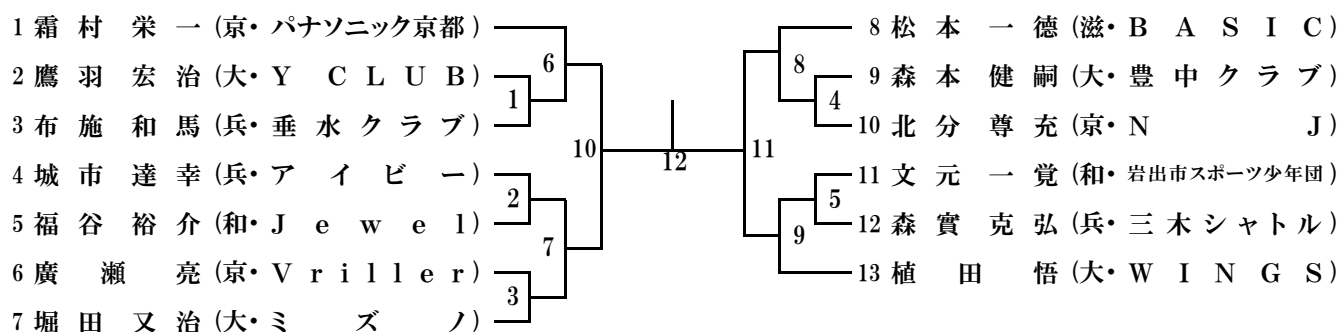 1 霜村栄一 (京・パナソニック京都)
2 鷹羽宏治 (大・Y CLUB)
3 布施和馬 (兵・垂水クラブ)
4 城市達幸 (兵・アイビー)
5 福谷裕介 (和・Jewel)
6 廣瀬亮 (京・Vriller)
7 堀田又治 (大・ミズノ)
6
1
10
2
7
3
12
8 松本一徳 (滋・BASIC)
9 森本健嗣 (大・豊中クラブ)
10 北分尊充 (京・NJ)
11 文元一覚 (和・岩出市スポーツ少年団)
12 森實克弘 (兵・三木シャトル)
13 植田悟 (大・WINGS)
8
4
11
5
9